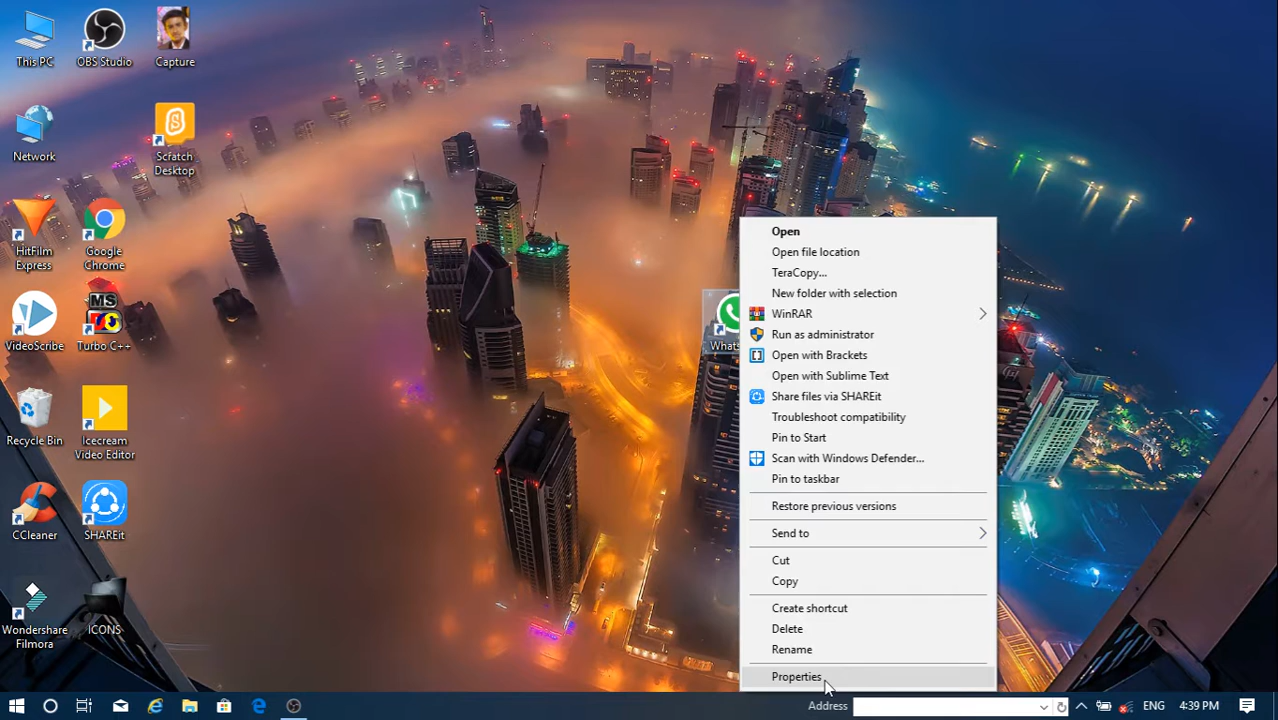 This PC
OBS Studio
Capture
Network
Scratch
Desktop
HitFilm
Express
Google
Chrome
VideoScribe
MS
Turbo C++
Recycle Bin
Icecream
Video Editor
CCleaner
SHAREit
Wondershare
Filmora
ICONS
Whats
Open
Open file location
TeraCopy...
New folder with selection
WinRAR
Run as administrator
Open with Brackets
Open with Sublime Text
Share files via SHAREit
Troubleshoot compatibility
Pin to Start
Scan with Windows Defender...
Pin to taskbar
Restore previous versions
Send to
Cut
Copy
Create shortcut
Delete
Rename
Properties
Address
ENG
4:39 PM